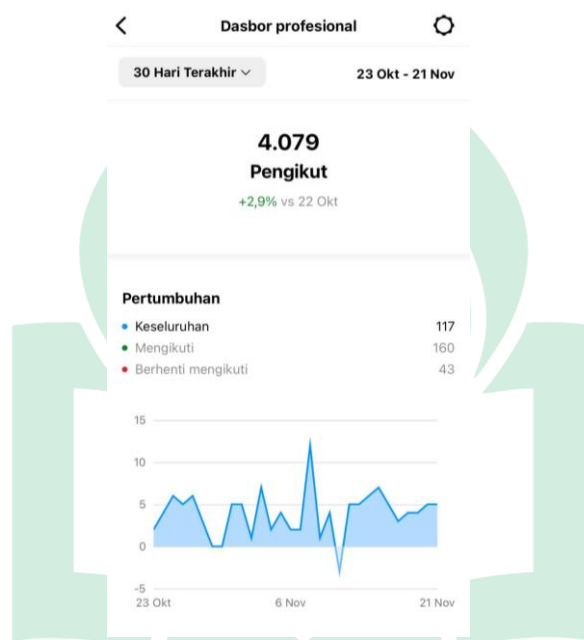 Dasbor profesional
30 Hari Terakhir
23 Okt - 21 Nov
4.079
Pengikut
+2,9% vs 22 Okt
Pertumbuhan
Keseluruhan 117
Mengikuti 160
Berhenti mengikuti 43
15
10
5
0
-5
23 Okt 6 Nov 21 Nov